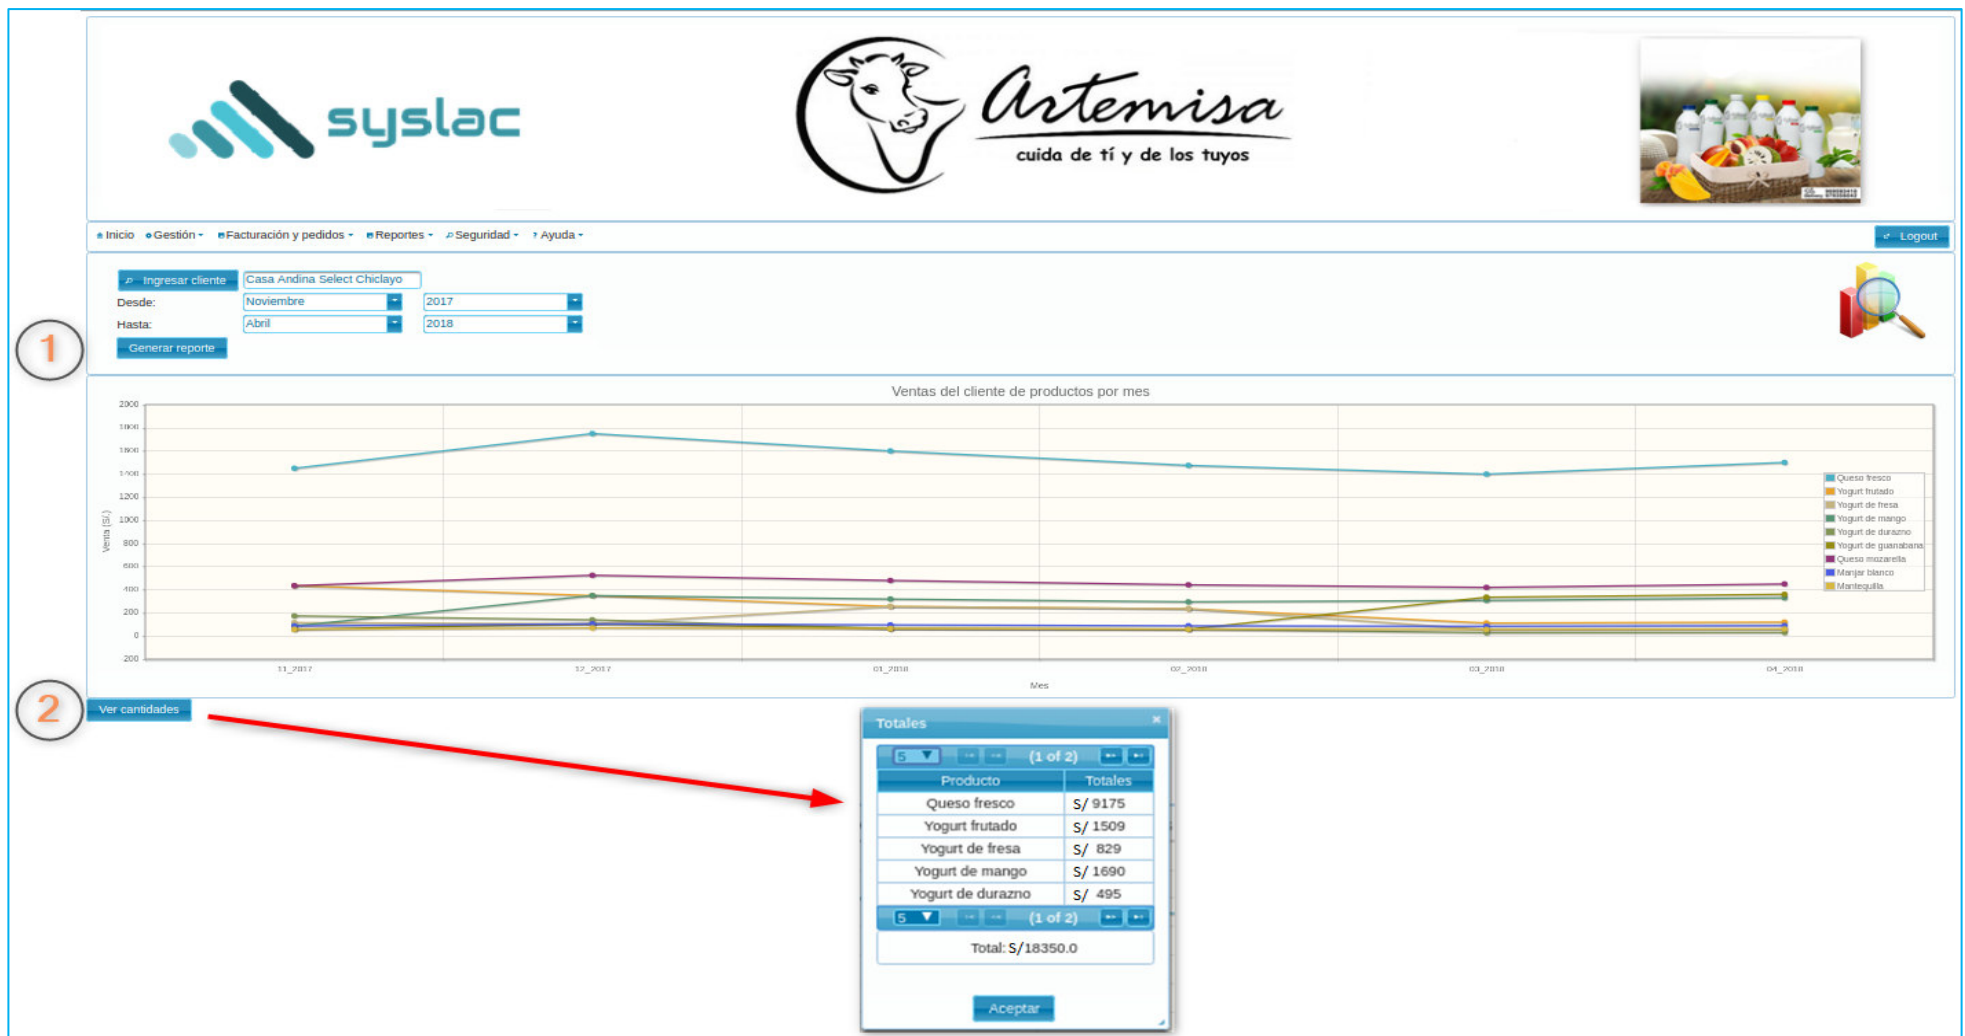 syslac
Artemisa
cuida de tí y de los tuyos
Inicio Gestión Facturación y pedidos Reportes Seguridad ? Ayuda Logout
Ingresar cliente Casa Andina Select Chiclayo
Desde: Noviembre 2017
Hasta: Abril 2018
1
Generar reporte
Ventas del cliente de productos por mes
2000
1800
1600
1400
1200
1000
800
600
400
200
0
200
Venta (S/.)
Queso fresco
Yogurt frutado
Yogurt de fresa
Yogurt de mango
Yogurt de durazno
Yogurt de guanabana
Queso mozarella
Manjar blanco
Mantequilla
11_2017 12_2017 01_2018 02_2018 03_2018 04_2018
Mes
2
Ver cantidades
Totales
5 (1 of 2)
Producto Totales
Queso fresco S/ 9175
Yogurt frutado S/ 1509
Yogurt de fresa S/ 829
Yogurt de mango S/ 1690
Yogurt de durazno S/ 495
5 (1 of 2)
Total: S/18350.0
Aceptar